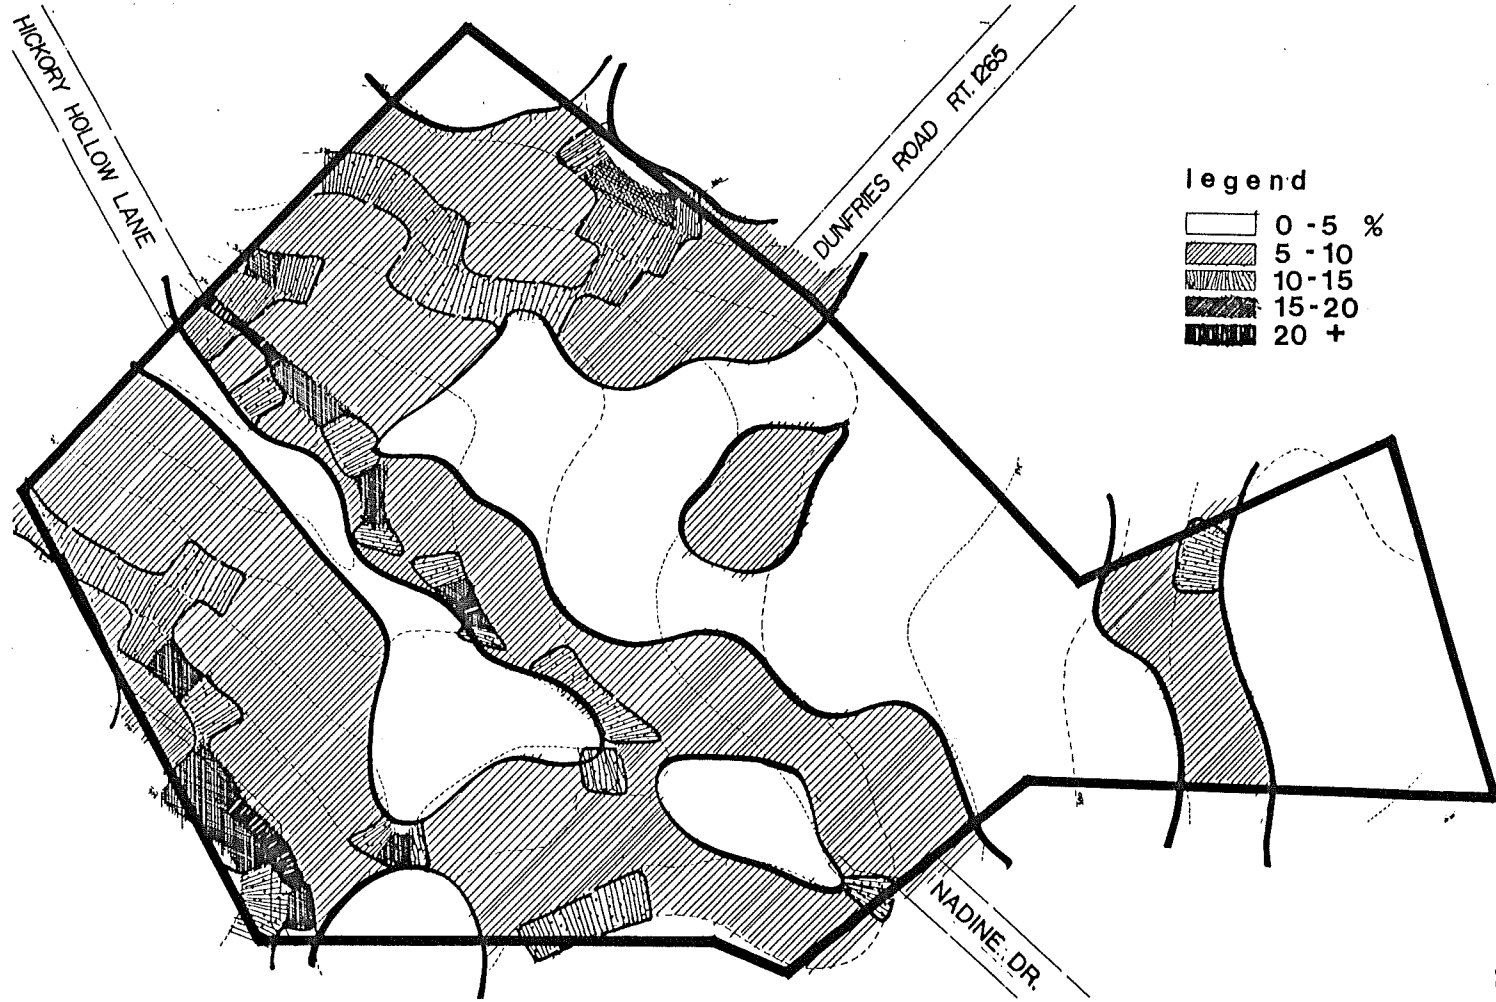 HICKORY HOLLOW LANE
DUNFRIES ROAD RT. 1265
legend
0-5 %
5-10
10-15
15-20
20 +
NADINE DR.